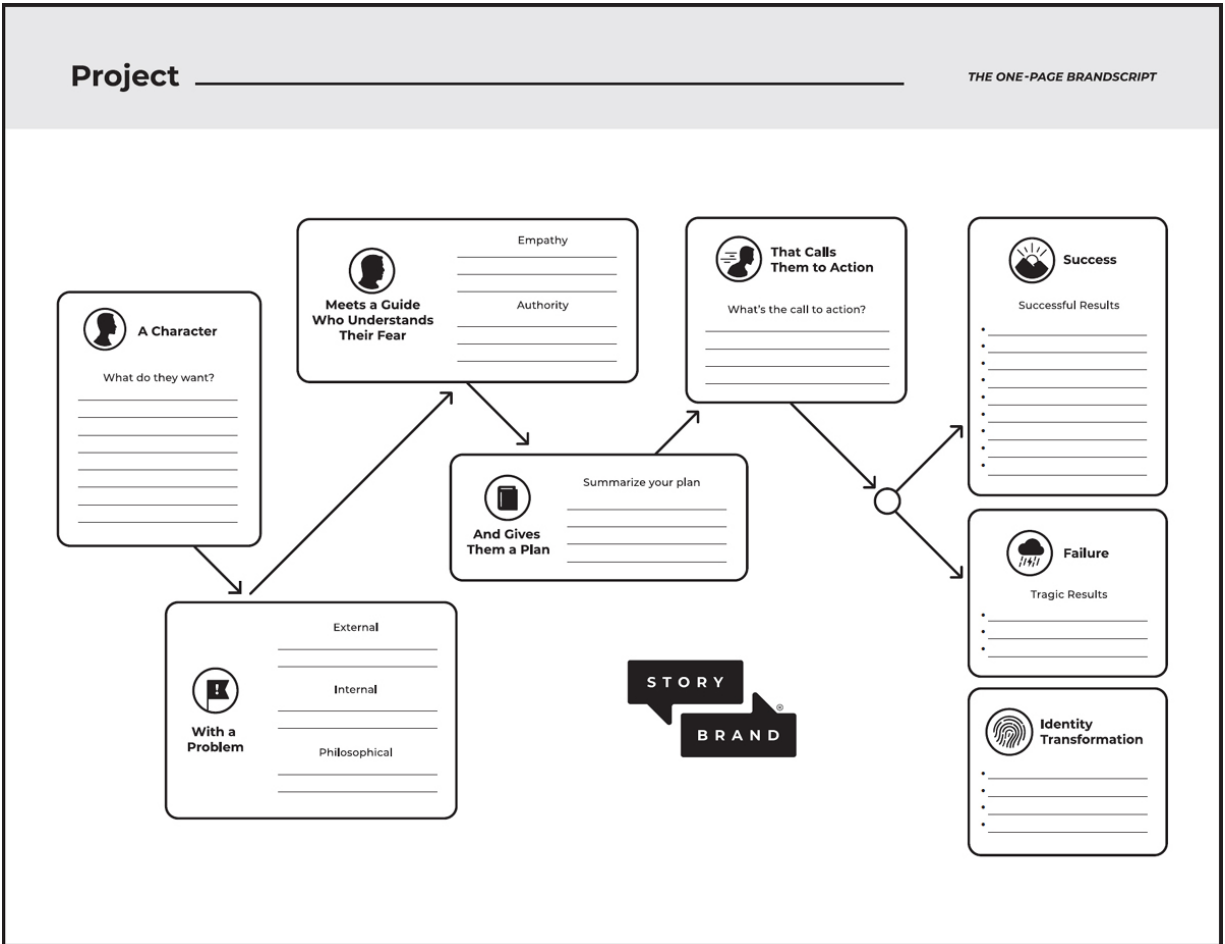 Project
THE ONE-PAGE BRANDSCRIPT
A Character
What do they want?
With a
Problem
External
Internal
Philosophical
Meets a Guide
Who Understands
Their Fear
Empathy
Authority
And Gives
Them a Plan
Summarize your plan
That Calls
Them to Action
What's the call to action?
Success
Successful Results
Failure
Tragic Results
Identity
Transformation
!
STORY
BRAND
®